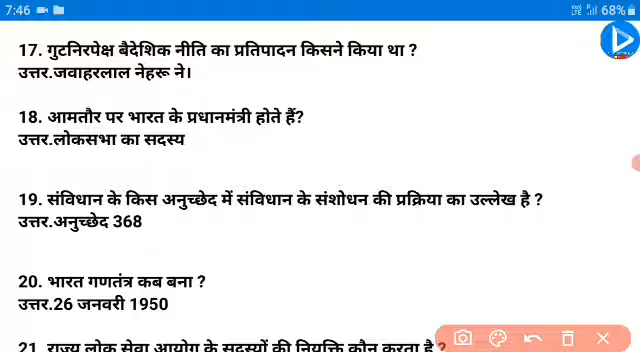 7:46 68%
17. गुटनिरपेक्ष बैदेशिक नीति का प्रतिपादन किसने किया था ?
उत्तर.जवाहरलाल नेहरू ने।
18. आमतौर पर भारत के प्रधानमंत्री होते हैं?
उत्तर.लोकसभा का सदस्य
19. संविधान के किस अनुच्छेद में संविधान के संशोधन की प्रक्रिया का उल्लेख है ?
उत्तर.अनुच्छेद 368
20. भारत गणतंत्र कब बना ?
उत्तर.26 जनवरी 1950
21. राज्य लोक सेवा आयोग के सदस्यों की नियुक्ति कौन करता है ?